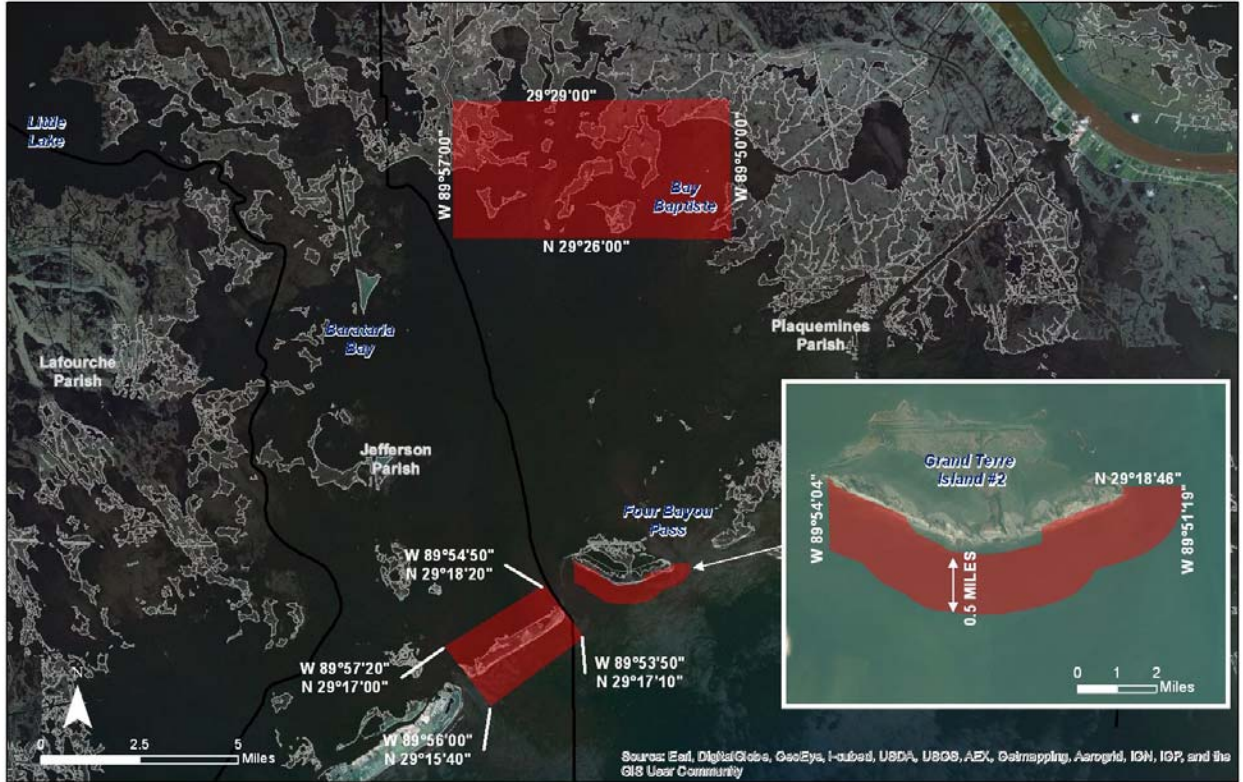 29°29'00"
Little
Lake
W 89°57'00"
W 89°50'00"
Bay
Baptiste
N 29°26'00"
Barataria
Bay
Plaquemines
Parish
Lafourche
Parish
Jefferson
Parish
Four Bayou
Pass
W 89°54'50"
N 29°18'20"
W 89°57'20"
N 29°17'00"
W 89°53'50"
N 29°17'10"
W 89°56'00"
N 29°15'40"
Grand Terre
Island #2
N 29°18'46"
W 89°54'04"
W 89°51'19"
0.5 MILES
0 1 2
Miles
N
0 2.5 5
Miles
Source: Esri, DigitalGlobe, GeoEye, i-cubed, USDA, USGS, AEX, Getmapping, Aerogrid, IGN, IGP, and the
GIS User Community